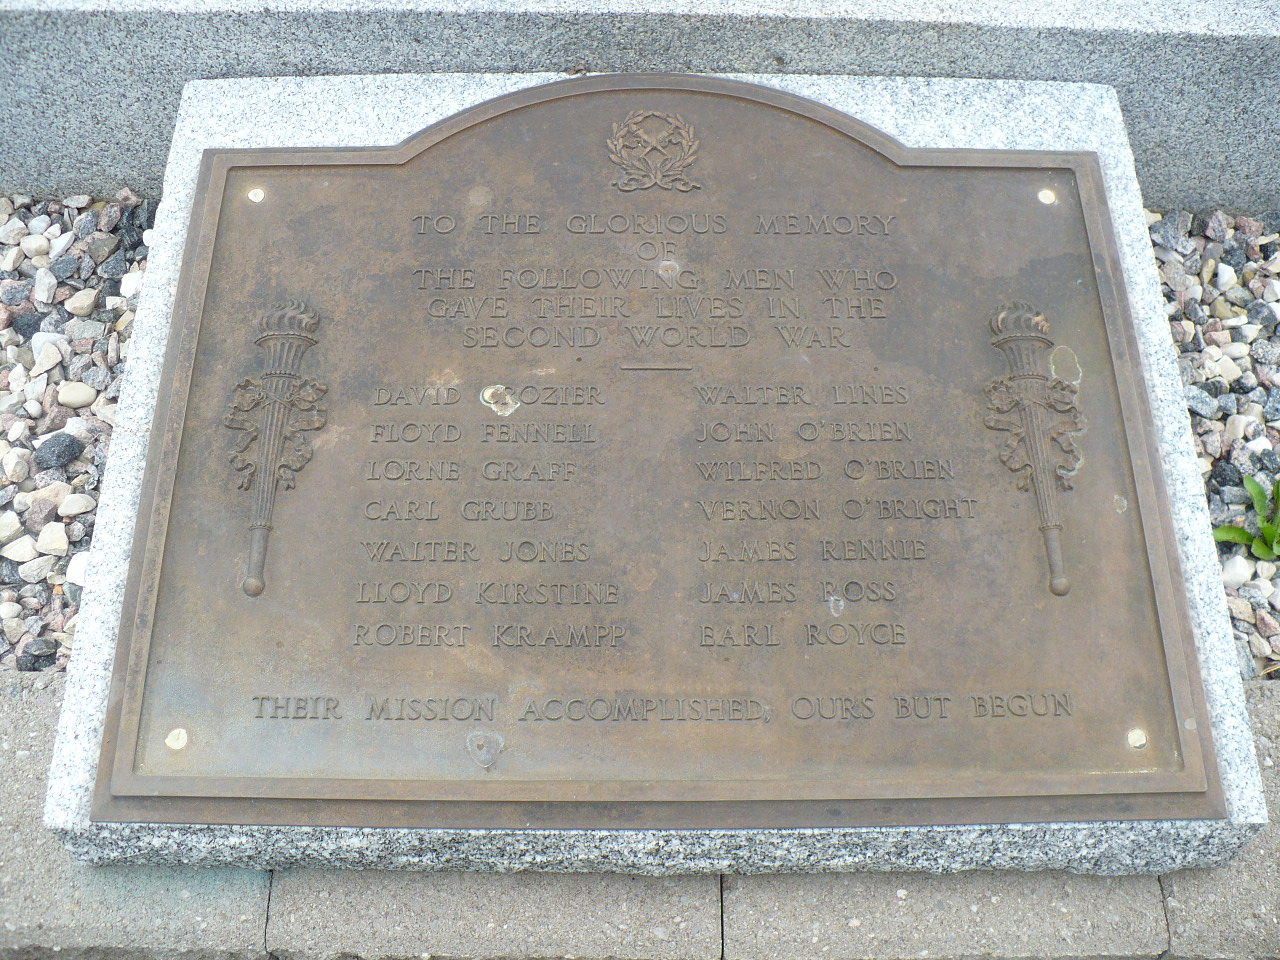 TO THE GLORIOUS MEMORY
OF
THE FOLLOWING MEN WHO
GAVE THEIR LIVES IN THE
SECOND WORLD WAR
DAVID
FLOYD FENNELL
LORNE GRAFF
CARL GRUBB
WALTER JONES
LLOYD KIRSTINE
ROBERT KRAMPP
WALTER LINES
JOHN O'BRIEN
WILFRED O'BRIEN
VERNON O'BRIGHT
JAMES RENNIE
JAMES ROSS
EARL ROYCE
THEIR MISSION ACCOMPLISHED, OURS BUT BEGUN